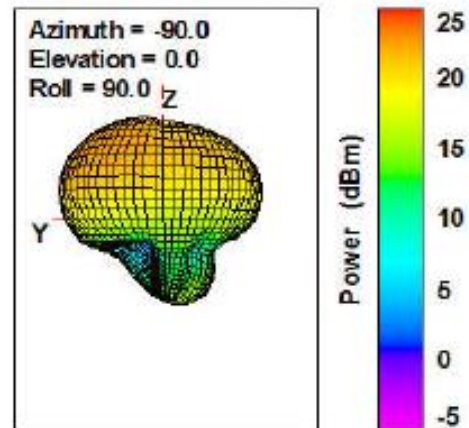 Azimuth = -90.0
Elevation = 0.0
Roll = 90.0
Z
Y
Power (dBm)
25
20
15
10
5
0
-5